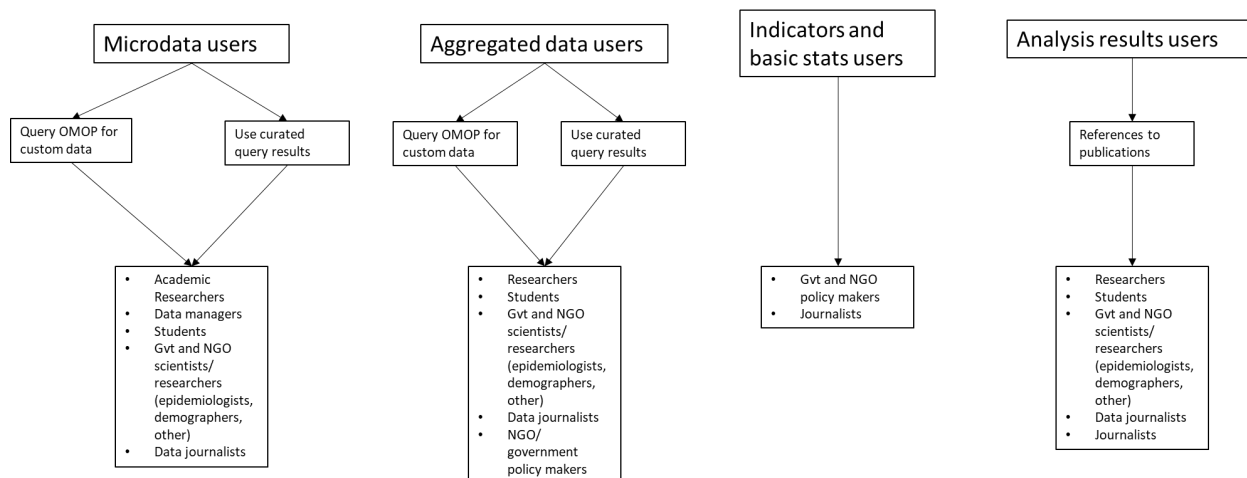 Microdata users
Aggregated data users
Indicators and
basic stats users
Analysis results users
Query OMOP for
custom data
Use curated
query results
Query OMOP for
custom data
Use curated
query results
References to
publications
• Academic
Researchers
• Data managers
• Students
• Gvt and NGO
scientists/
researchers
(epidemiologists,
demographers,
other)
• Data journalists
• Researchers
• Students
• Gvt and NGO
scientists/
researchers
(epidemiologists,
demographers,
other)
• Data journalists
• NGO/
government
policy makers
• Gvt and NGO
policy makers
• Journalists
• Researchers
• Students
• Gvt and NGO
scientists/
researchers
(epidemiologists,
demographers,
other)
• Data journalists
• Journalists